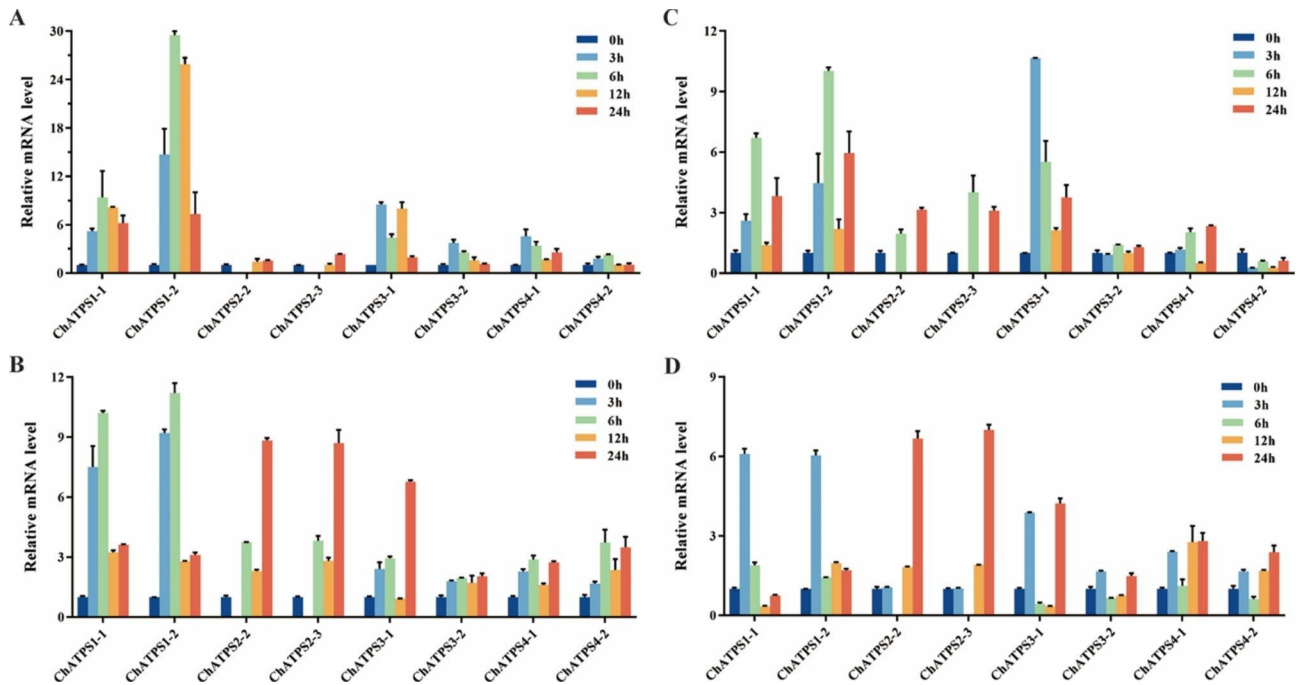 A
Relative mRNA level
30
24
18
12
6
0
0h
3h
6h
12h
24h
ChATPS1-1
ChATPS1-2
ChATPS2-2
ChATPS2-3
ChATPS3-1
ChATPS3-2
ChATPS4-1
ChATPS4-2
C
Relative mRNA level
12
9
6
3
0
0h
3h
6h
12h
24h
ChATPS1-1
ChATPS1-2
ChATPS2-2
ChATPS2-3
ChATPS3-1
ChATPS3-2
ChATPS4-1
ChATPS4-2
B
Relative mRNA level
12
9
6
3
0
0h
3h
6h
12h
24h
ChATPS1-1
ChATPS1-2
ChATPS2-2
ChATPS2-3
ChATPS3-1
ChATPS3-2
ChATPS4-1
ChATPS4-2
D
Relative mRNA level
9
6
3
0
0h
3h
6h
12h
24h
ChATPS1-1
ChATPS1-2
ChATPS2-2
ChATPS2-3
ChATPS3-1
ChATPS3-2
ChATPS4-1
ChATPS4-2